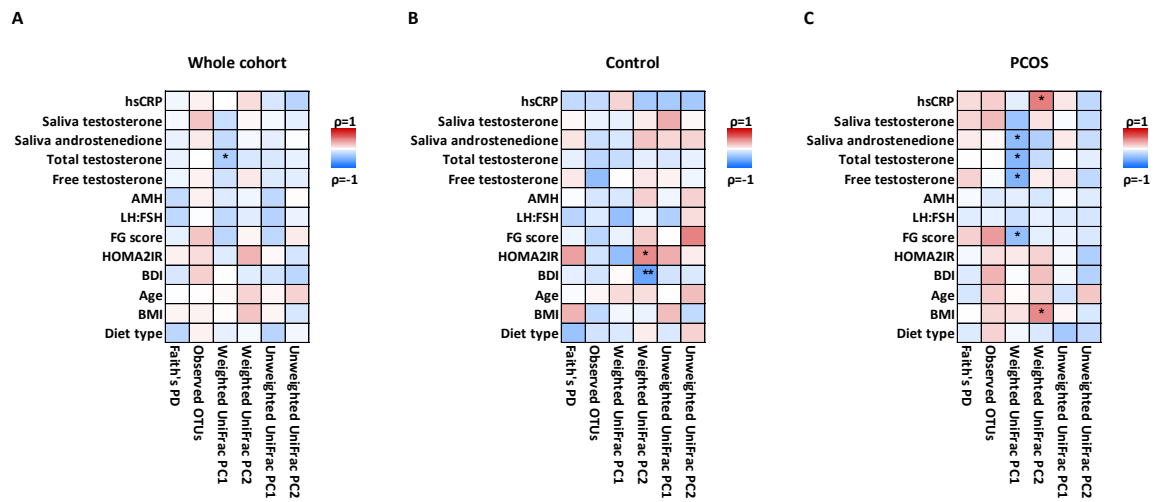 A
B
C
Whole cohort
Control
PCOS
hsCRP
Saliva testosterone
Saliva androstenedione
Total testosterone
Free testosterone
AMH
LH:FSH
FG score
HOMA2IR
BDI
Age
BMI
Diet type
*
Faith's PD
Observed OTUs
Weighted UniFrac PC1
Weighted UniFrac PC2
Unweighted UniFrac PC1
Unweighted UniFrac PC2
ρ=1
ρ=-1
hsCRP
Saliva testosterone
Saliva androstenedione
Total testosterone
Free testosterone
AMH
LH:FSH
FG score
HOMA2IR
BDI
Age
BMI
Diet type
*
**
Faith's PD
Observed OTUs
Weighted UniFrac PC1
Weighted UniFrac PC2
Unweighted UniFrac PC1
Unweighted UniFrac PC2
ρ=1
ρ=-1
hsCRP
Saliva testosterone
Saliva androstenedione
Total testosterone
Free testosterone
AMH
LH:FSH
FG score
HOMA2IR
BDI
Age
BMI
Diet type
*
*
*
*
*
*
Faith's PD
Observed OTUs
Weighted UniFrac PC1
Weighted UniFrac PC2
Unweighted UniFrac PC1
Unweighted UniFrac PC2
ρ=1
ρ=-1